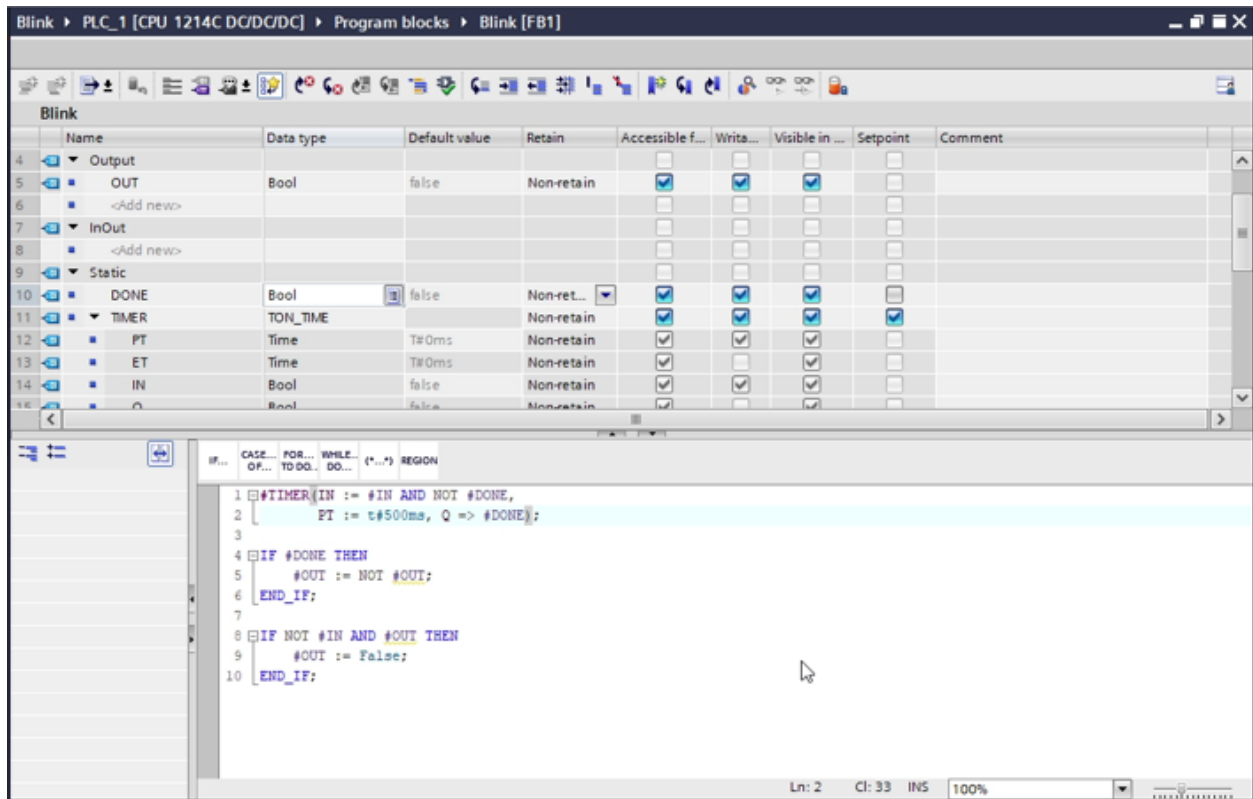 Blink ▸ PLC_1 [CPU 1214C DC/DC/DC] ▸ Program blocks ▸ Blink [FB1]
Blink
Name Data type Default value Retain Accessible f... Writa... Visible in ... Setpoint Comment
4 Output
5 OUT Bool false Non-retain
6 <Add new>
7 InOut
8 <Add new>
9 Static
10 DONE Bool false Non-ret...
11 TIMER TON_TIME Non-retain
12 PT Time T#0ms Non-retain
13 ET Time T#0ms Non-retain
14 IN Bool false Non-retain
15 Q Bool false Non-retain
IF... CASE... OF... FOR... TO DO... WHILE... DO... (*...*) REGION
1 #TIMER(IN := #IN AND NOT #DONE,
2 PT := t#500ms, Q => #DONE);
3
4 IF #DONE THEN
5 #OUT := NOT #OUT;
6 END_IF;
7
8 IF NOT #IN AND #OUT THEN
9 #OUT := False;
10 END_IF;
Ln: 2 Cl: 33 INS 100%